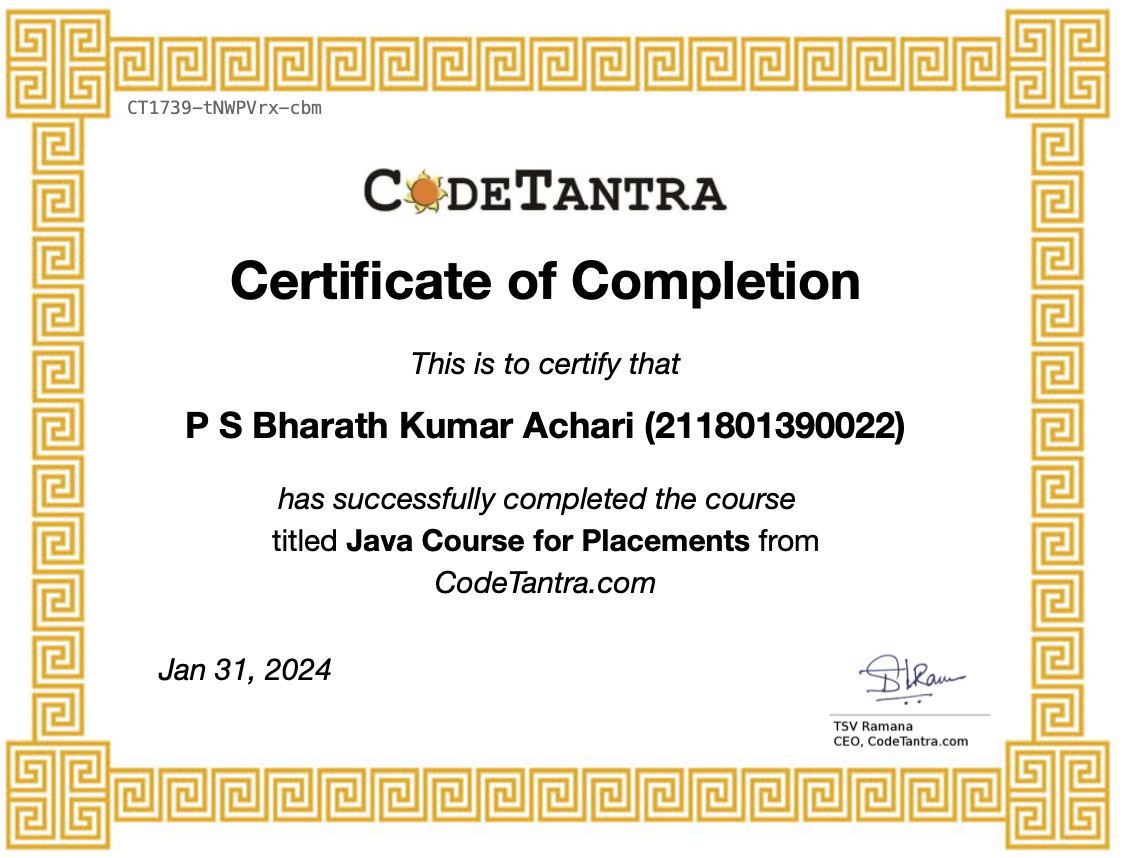 CT1739-tNWPVrx-cbm
CODETANTRA
Certificate of Completion
This is to certify that
P S Bharath Kumar Achari (211801390022)
has successfully completed the course
titled Java Course for Placements from
CodeTantra.com
Jan 31, 2024
TSV Ramana
CEO, CodeTantra.com